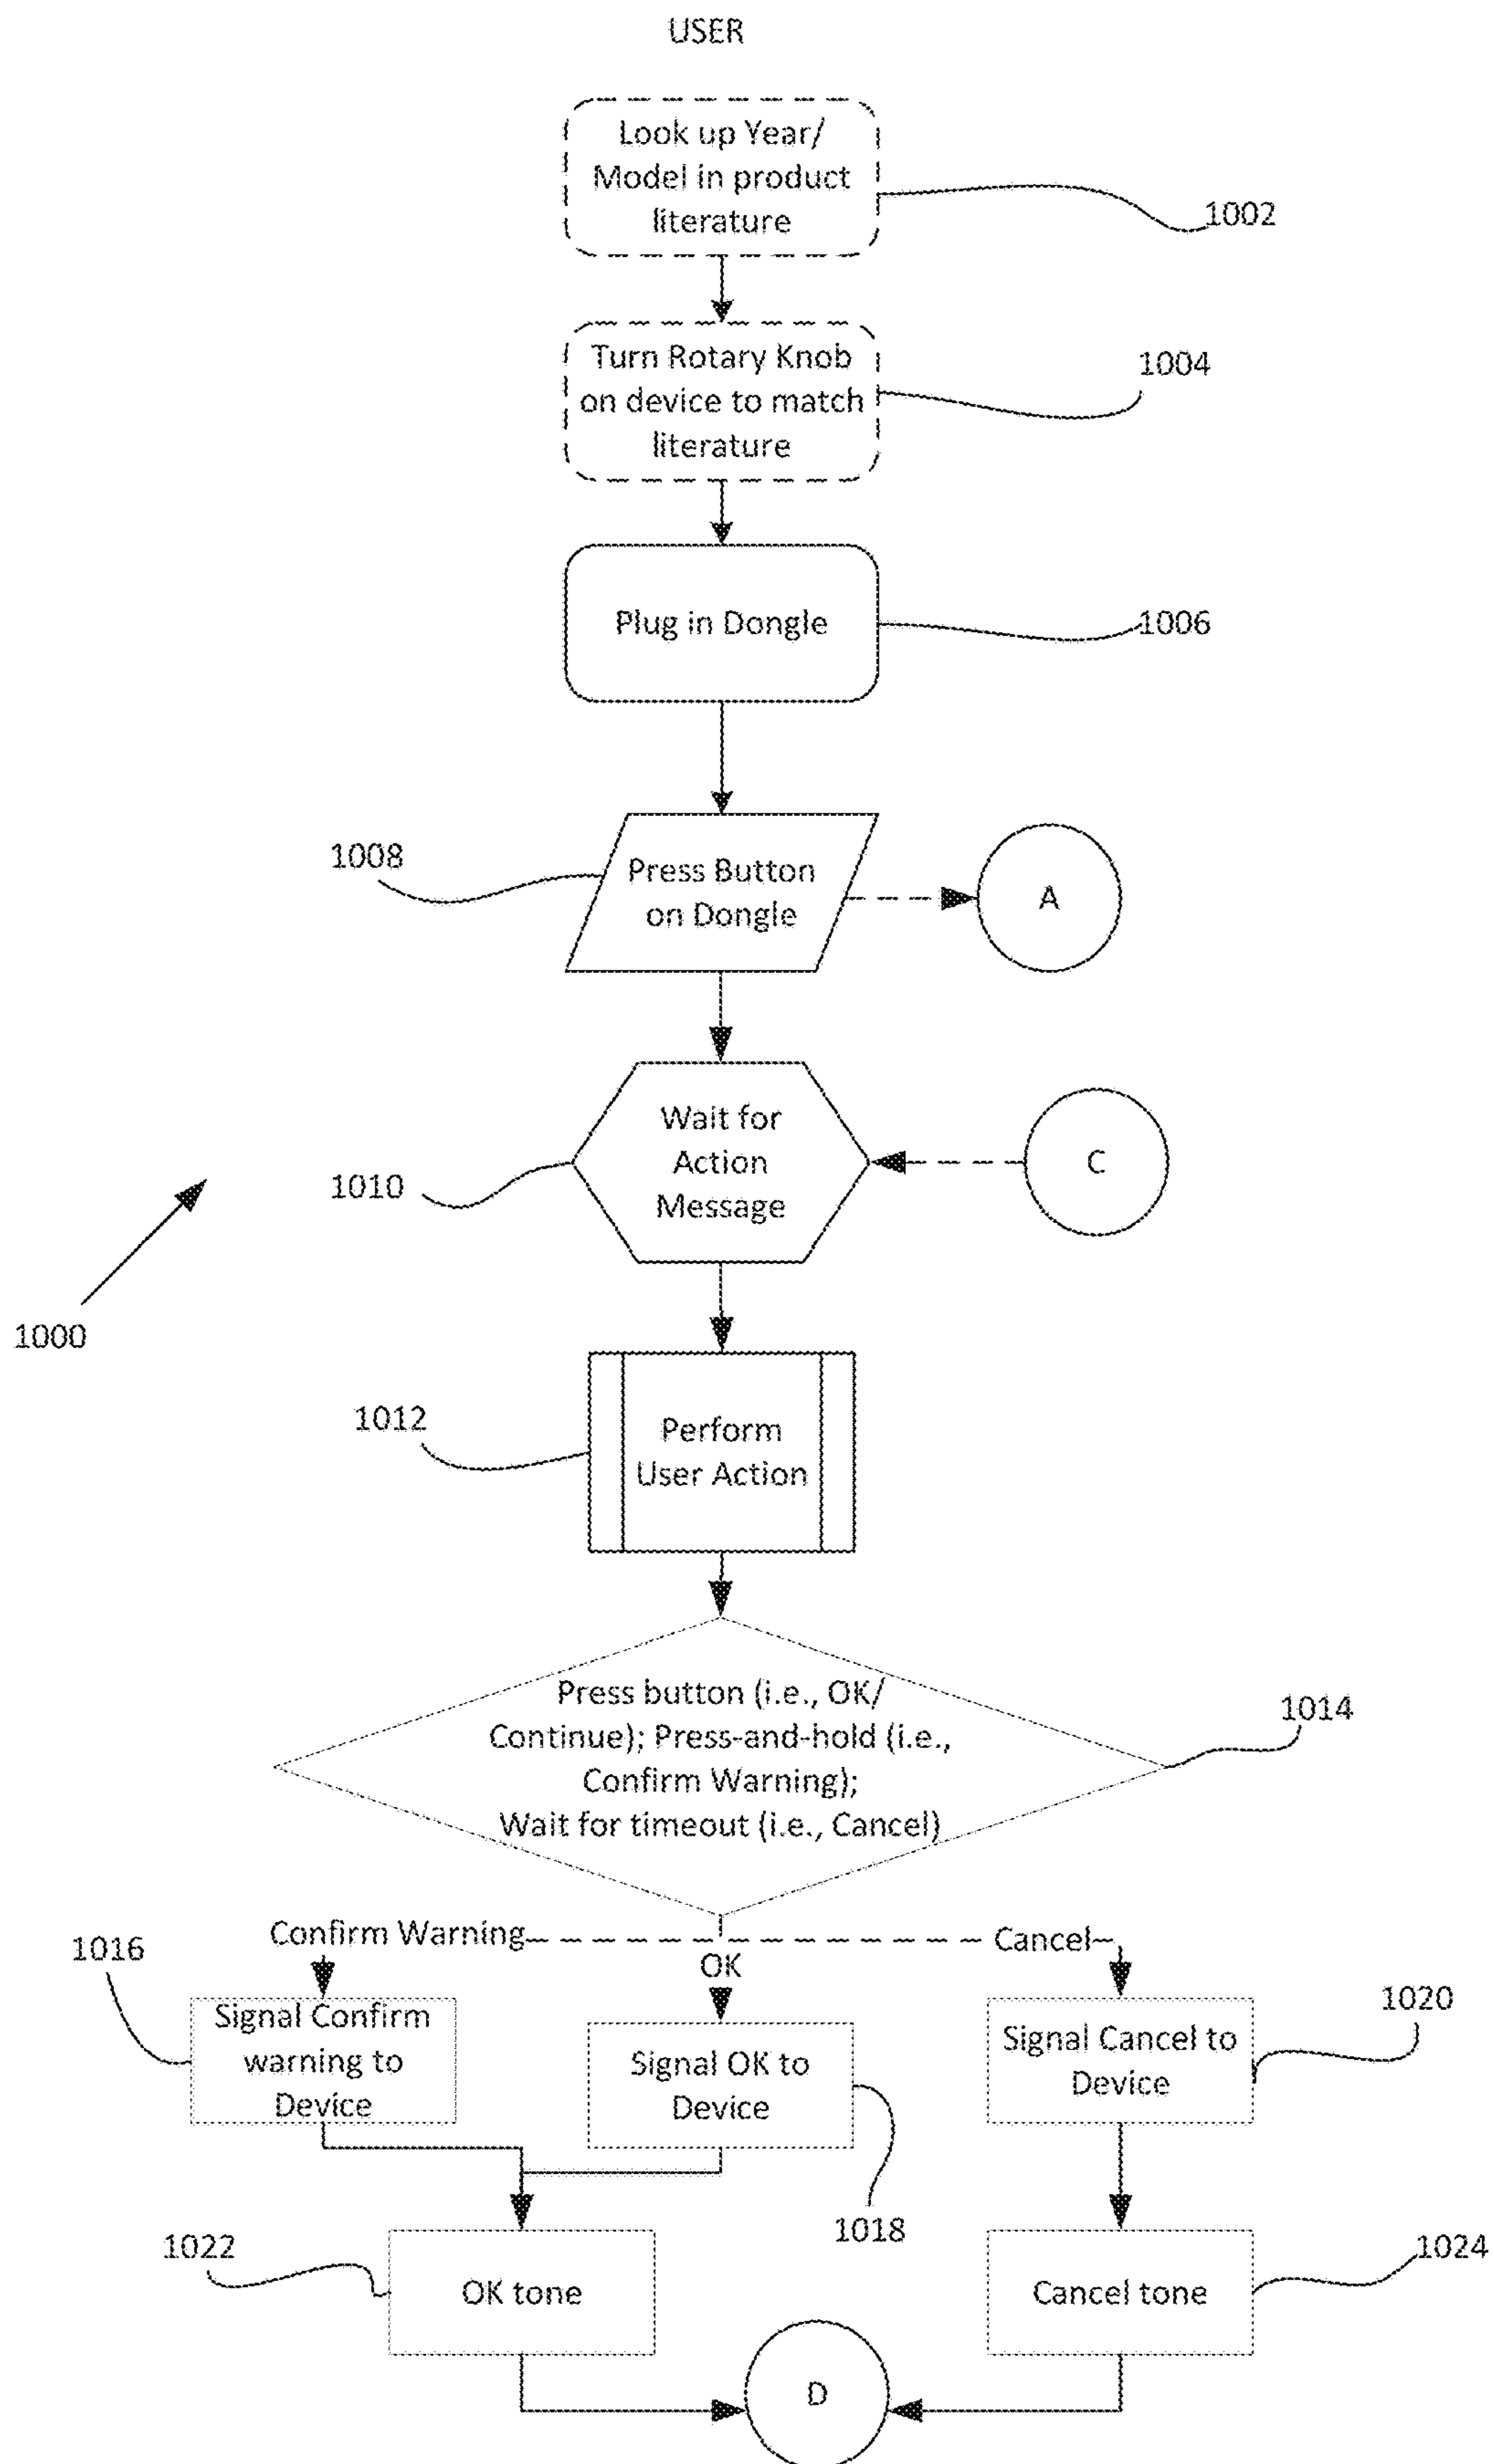 USER
Look up Year/
Model in product
literature
1002
Turn Rotary Knob
on device to match
literature
1004
Plug in Dongle
1006
1008
Press Button
on Dongle
A
Wait for
Action
Message
C
1010
1000
1012
Perform
User Action
Press button (i.e., OK/
Continue); Press-and-hold (i.e.,
Confirm Warning);
Wait for timeout (i.e., Cancel)
1014
Confirm Warning
OK
Cancel
1016
Signal Confirm
warning to
Device
Signal OK to
Device
Signal Cancel to
Device
1020
1018
1022
OK tone
Cancel tone
1024
D